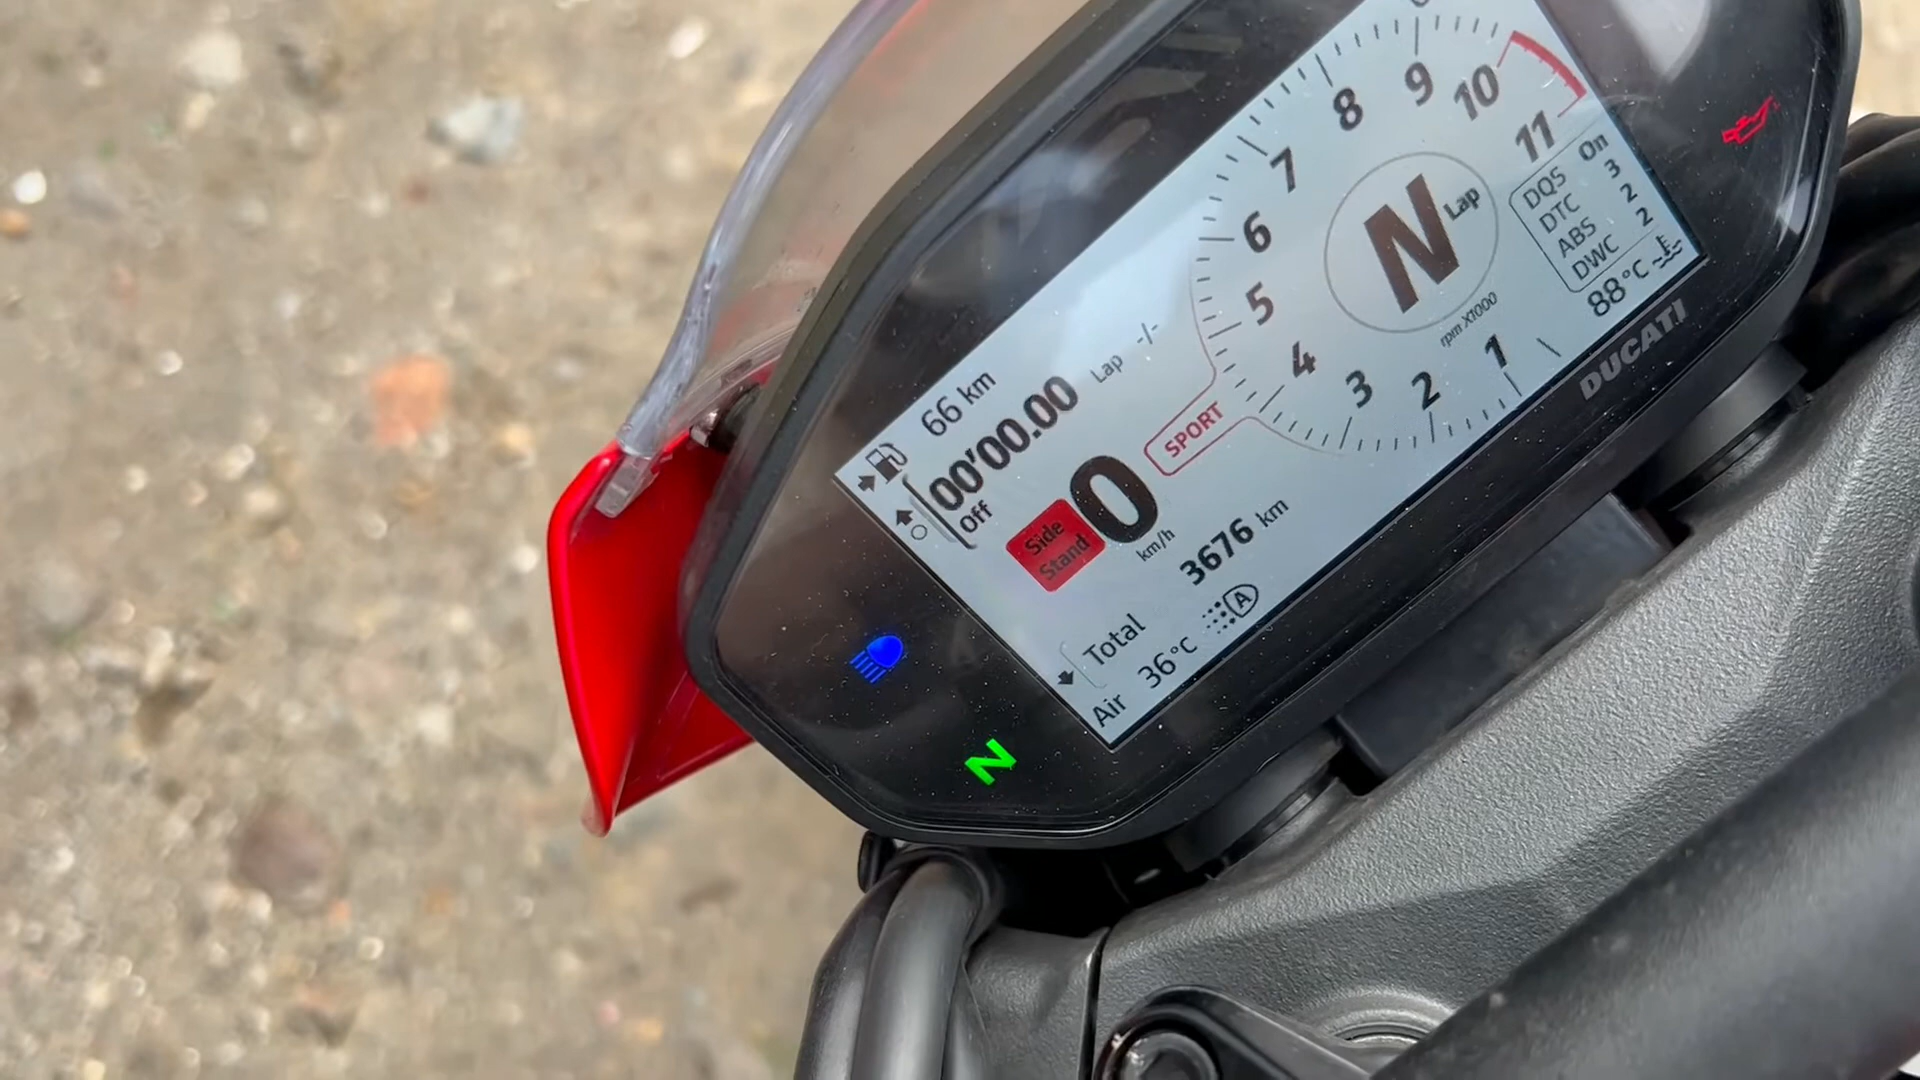 66 km
00'00.00 Lap -/-
Off
Side
Stand
0
km/h
SPORT
Total 3676 km
Air 36°C A
1
2
3
4
5
6
7
8
9
10
11
N Lap
rpm X1000
DQS On
DTC 3
ABS 2
DWC 2
88°C
DUCATI
N